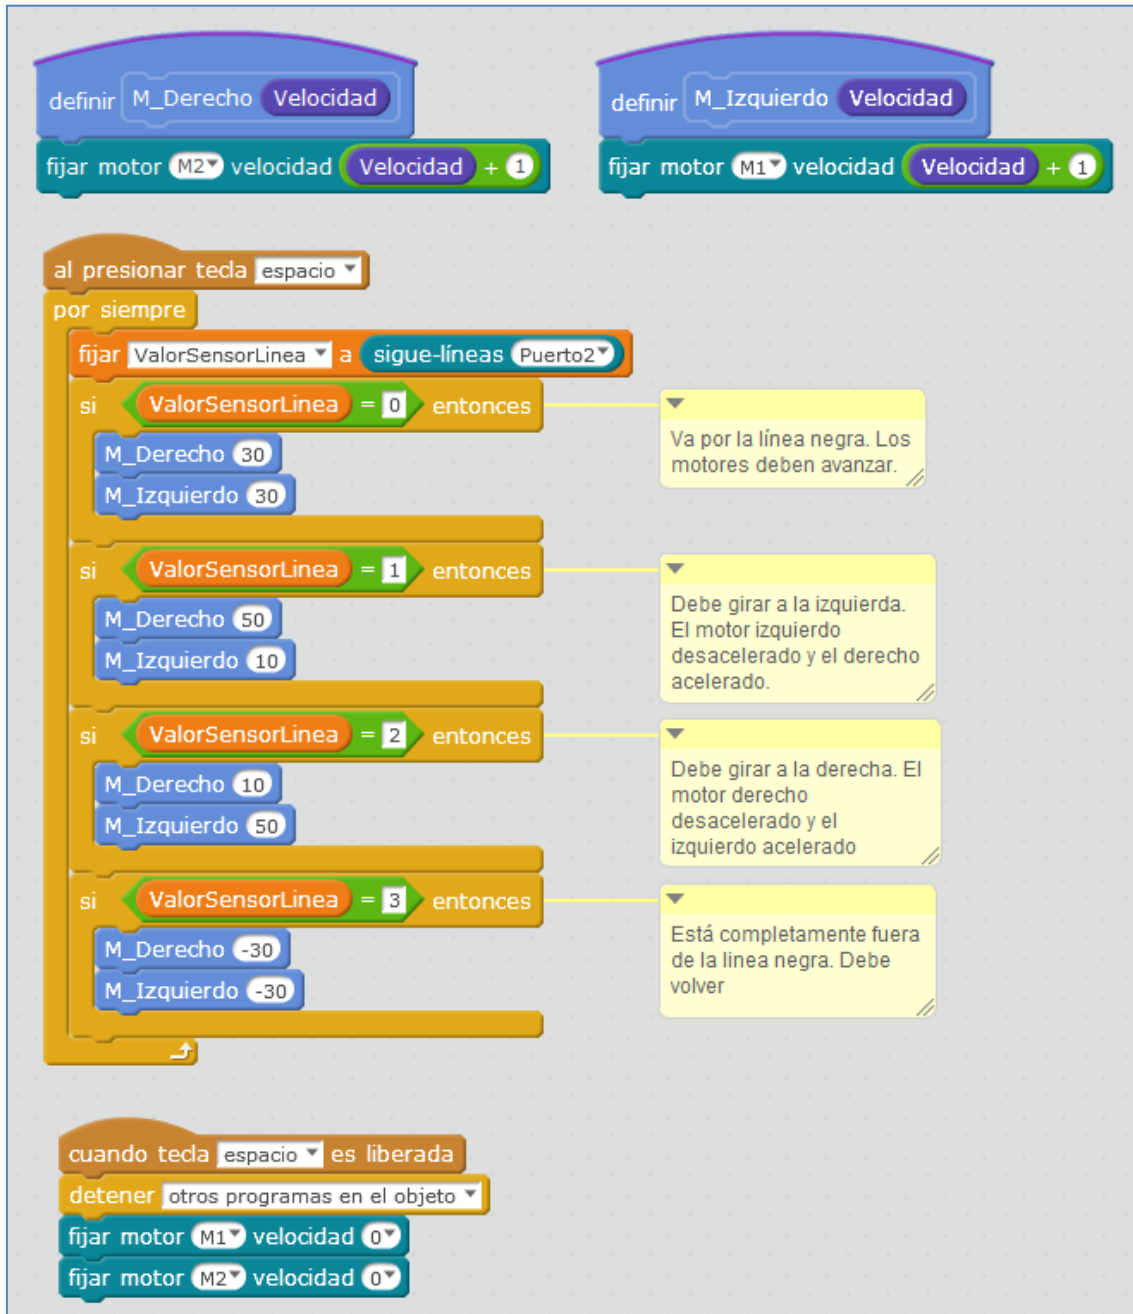 definir M_Derecho Velocidad
fijar motor M2 velocidad Velocidad + 1
definir M_Izquierdo Velocidad
fijar motor M1 velocidad Velocidad + 1
al presionar tecla espacio
por siempre
fijar ValorSensorLinea a sigue-líneas Puerto2
si ValorSensorLinea = 0 entonces
Va por la línea negra. Los
motores deben avanzar.
M_Derecho 30
M_Izquierdo 30
si ValorSensorLinea = 1 entonces
Debe girar a la izquierda.
El motor izquierdo
desacelerado y el derecho
acelerado.
M_Derecho 50
M_Izquierdo 10
si ValorSensorLinea = 2 entonces
Debe girar a la derecha. El
motor derecho
desacelerado y el
izquierdo acelerado
M_Derecho 10
M_Izquierdo 50
si ValorSensorLinea = 3 entonces
Está completamente fuera
de la linea negra. Debe
volver
M_Derecho -30
M_Izquierdo -30
cuando tecla espacio es liberada
detener otros programas en el objeto
fijar motor M1 velocidad 0
fijar motor M2 velocidad 0